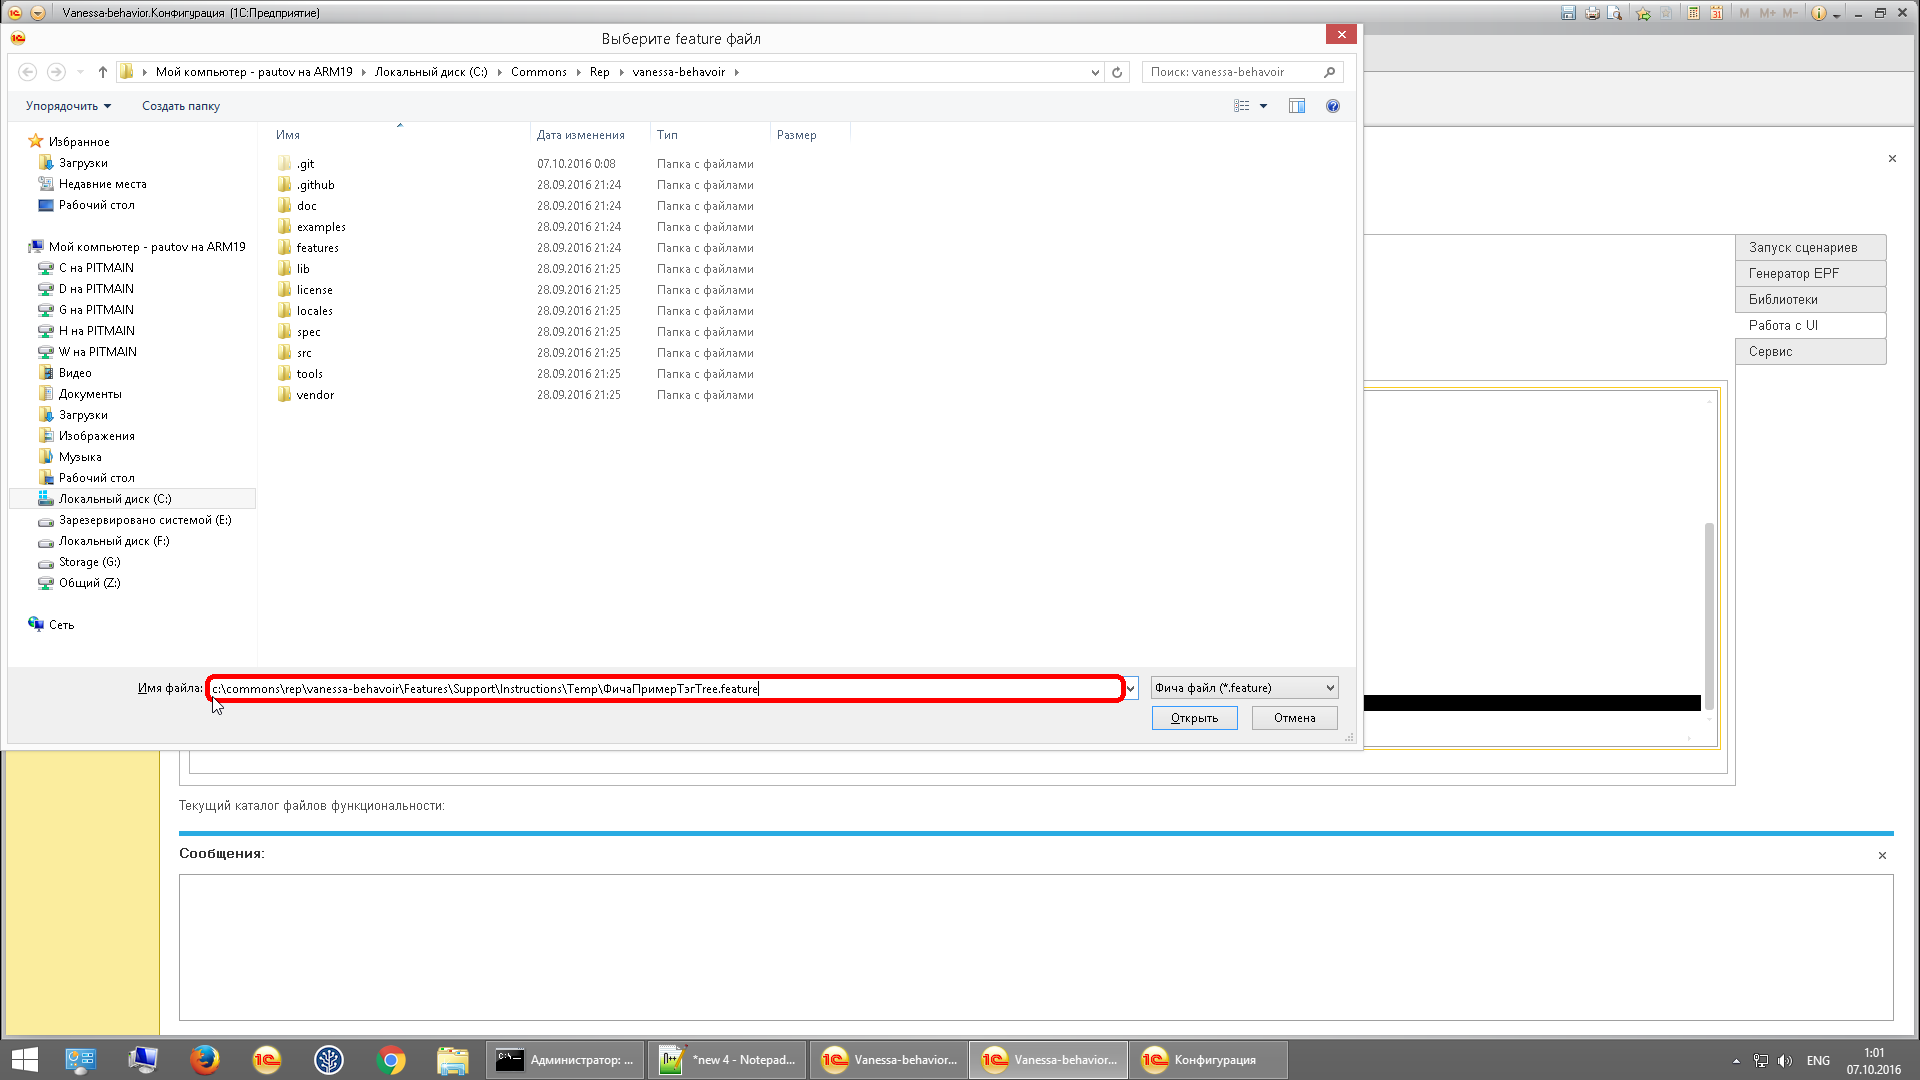 Vanessa-behavior.Конфигурация (1С:Предприятие)
M M+ M-
Выберите feature файл
Мой компьютер - pautov на ARM19 Локальный диск (C:) Commons Rep vanessa-behavoir
Поиск: vanessa-behavoir
Упорядочить Создать папку
Имя Дата изменения Тип Размер
Избранное
Загрузки
Недавние места
Рабочий стол
Мой компьютер - pautov на ARM19
C на PITMAIN
D на PITMAIN
G на PITMAIN
H на PITMAIN
W на PITMAIN
Видео
Документы
Загрузки
Изображения
Музыка
Рабочий стол
Локальный диск (C:)
Зарезервировано системой (E:)
Локальный диск (F:)
Storage (G:)
Общий (Z:)
Сеть
.git 07.10.2016 0:08 Папка с файлами
.github 28.09.2016 21:24 Папка с файлами
doc 28.09.2016 21:24 Папка с файлами
examples 28.09.2016 21:24 Папка с файлами
features 28.09.2016 21:24 Папка с файлами
lib 28.09.2016 21:25 Папка с файлами
license 28.09.2016 21:25 Папка с файлами
locales 28.09.2016 21:25 Папка с файлами
spec 28.09.2016 21:25 Папка с файлами
src 28.09.2016 21:25 Папка с файлами
tools 28.09.2016 21:25 Папка с файлами
vendor 28.09.2016 21:25 Папка с файлами
Имя файла: c:\commons\rep\vanessa-behavoir\Features\Support\Instructions\Temp\ФичаПримерТэгTree.feature
Фича файл (*.feature)
Открыть Отмена
Запуск сценариев
Генератор EPF
Библиотеки
Работа с UI
Сервис
Текущий каталог файлов функциональности:
Сообщения:
Администратор: ...
*new 4 - Notepad...
Vanessa-behavior...
Vanessa-behavior...
Конфигурация
ENG
1:01
07.10.2016